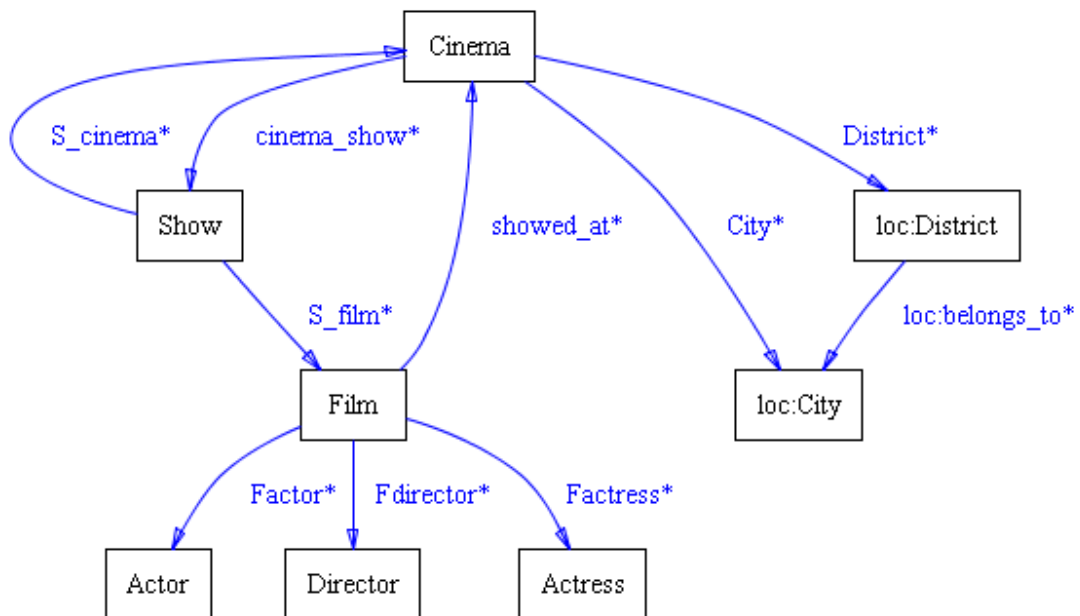 Cinema
S_cinema*
cinema_show*
District*
Show
showed_at*
City*
loc:District
S_film*
loc:belongs_to*
Film
loc:City
Factor*
Fdirector*
Factress*
Actor
Director
Actress